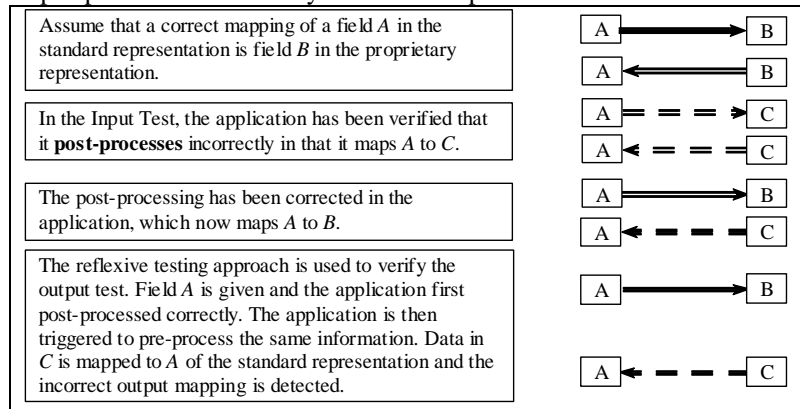 Assume that a correct mapping of a field A in the
standard representation is field B in the proprietary
representation.
A B
A B
In the Input Test, the application has been verified that
it post-processes incorrectly in that it maps A to C.
A C
A C
The post-processing has been corrected in the
application, which now maps A to B.
A B
A C
The reflexive testing approach is used to verify the
output test. Field A is given and the application first
post-processed correctly. The application is then
triggered to pre-process the same information. Data in
C is mapped to A of the standard representation and the
incorrect output mapping is detected.
A B
A C